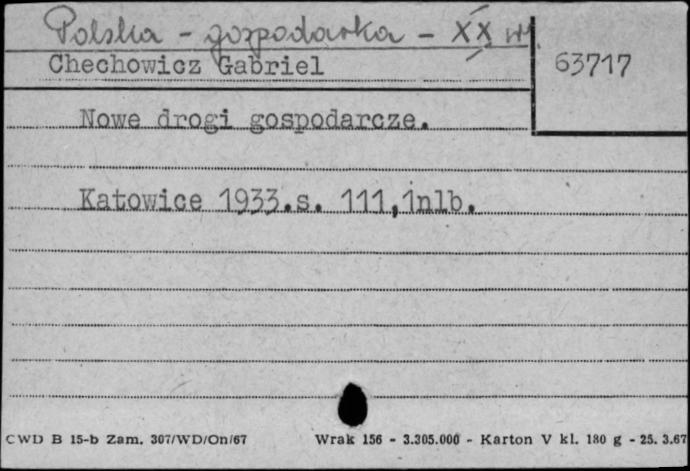 Polska - gospodarka - XX w.
Chechowicz Gabriel
63717
Nowe drogi gospodarcze.
Katowice 1933.s. 111,1nlb.
CWD B 15-b Zam. 307/WD/On/67 Wrak 156 - 3.305.000 - Karton V kl. 180 g - 25. 3.67